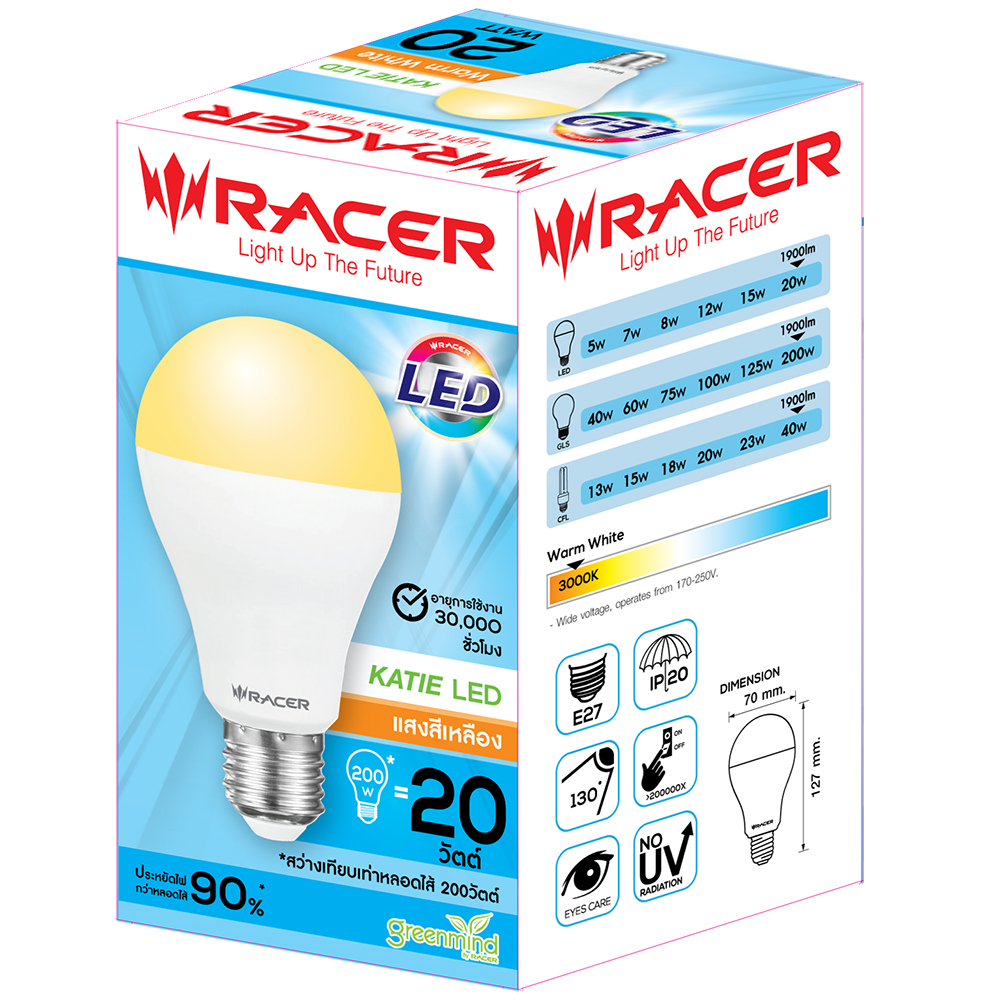 20
WATT
Warm White
KATIE LED
LED
RACER
Light Up The Future
RACER
Light Up The Future
RACER
LED
RACER
อายุการใช้งาน
30,000
ชั่วโมง
KATIE LED
แสงสีเหลือง
200
W
* = 20
วัตต์
*สว่างเทียบเท่าหลอดไส้ 200วัตต์
ประหยัดไฟ
กว่าหลอดไส้ 90%*
greenmind
By RACER
RACER
Light Up The Future
1900lm
5w 7w 8w 12w 15w 20w
LED
1900lm
40w 60w 75w 100w 125w 200w
GLS
1900lm
13w 15w 18w 20w 23w 40w
CFL
Warm White
3000K
- Wide voltage, operates from 170-250V.
E27
IP 20
130°
ON
OFF
>200000X
EYES CARE
NO
UV
RADIATION
DIMENSION
70 mm.
127 mm.
RACER